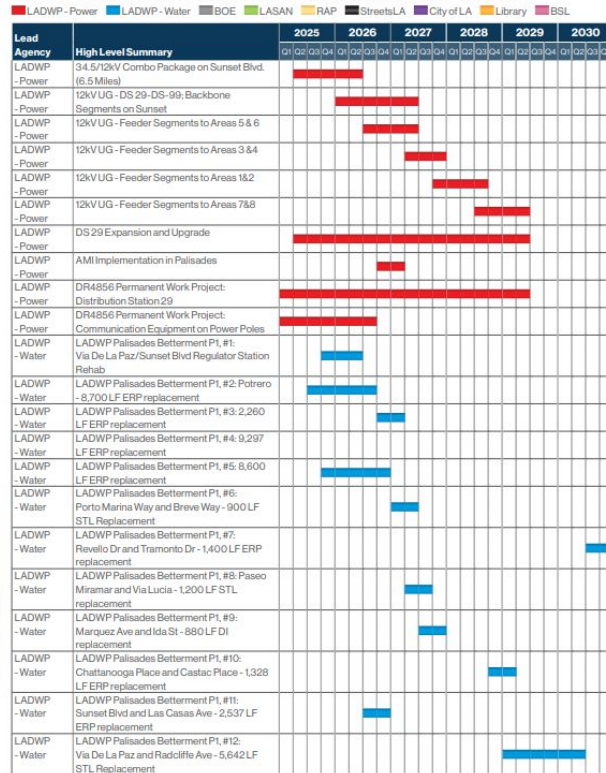 LADWP - Power LADWP - Water BOE LASAN RAP StreetsLA City of LA Library BSL
Lead Agency High Level Summary 2025 2026 2027 2028 2029 2030
Q1 Q2 Q3 Q4 Q1 Q2 Q3 Q4 Q1 Q2 Q3 Q4 Q1 Q2 Q3 Q4 Q1 Q2 Q3 Q4 Q1 Q2 Q3 Q4
LADWP 34.5/12kV Combo Package on Sunset Blvd.
- Power (6.5 Miles)
LADWP 12kV UG - DS 29-DS-99; Backbone
- Power Segments on Sunset
LADWP 12kV UG - Feeder Segments to Areas 5 & 6
- Power
LADWP 12kV UG - Feeder Segments to Areas 3 &4
- Power
LADWP 12kV UG - Feeder Segments to Areas 1&2
- Power
LADWP 12kV UG - Feeder Segments to Areas 7&8
- Power
LADWP DS 29 Expansion and Upgrade
- Power
LADWP AMI Implementation in Palisades
- Power
LADWP DR4856 Permanent Work Project:
- Power Distribution Station 29
LADWP DR4856 Permanent Work Project:
- Power Communication Equipment on Power Poles
LADWP LADWP Palisades Betterment P1, #1:
- Water Via De La Paz/Sunset Blvd Regulator Station
Rehab
LADWP LADWP Palisades Betterment P1, #2: Potrero
- Water - 8,700 LF ERP replacement
LADWP LADWP Palisades Betterment P1, #3: 2,260
- Water LF ERP replacement
LADWP LADWP Palisades Betterment P1, #4: 9,297
- Water LF ERP replacement
LADWP LADWP Palisades Betterment P1, #5: 8,600
- Water LF ERP replacement
LADWP LADWP Palisades Betterment P1, #6:
- Water Porto Marina Way and Breve Way - 900 LF
STL Replacement
LADWP LADWP Palisades Betterment P1, #7:
- Water Revello Dr and Tramonto Dr - 1,400 LF ERP
replacement
LADWP LADWP Palisades Betterment P1, #8: Paseo
- Water Miramar and Via Lucia - 1,200 LF STL
replacement
LADWP LADWP Palisades Betterment P1, #9:
- Water Marquez Ave and Ida St - 880 LF DI
replacement
LADWP LADWP Palisades Betterment P1, #10:
- Water Chattanooga Place and Castac Place - 1,328
LF ERP replacement
LADWP LADWP Palisades Betterment P1, #11:
- Water Sunset Blvd and Las Casas Ave - 2,537 LF
ERP replacement
LADWP LADWP Palisades Betterment P1, #12:
- Water Via De La Paz and Radcliffe Ave - 5,642 LF
STL Replacement